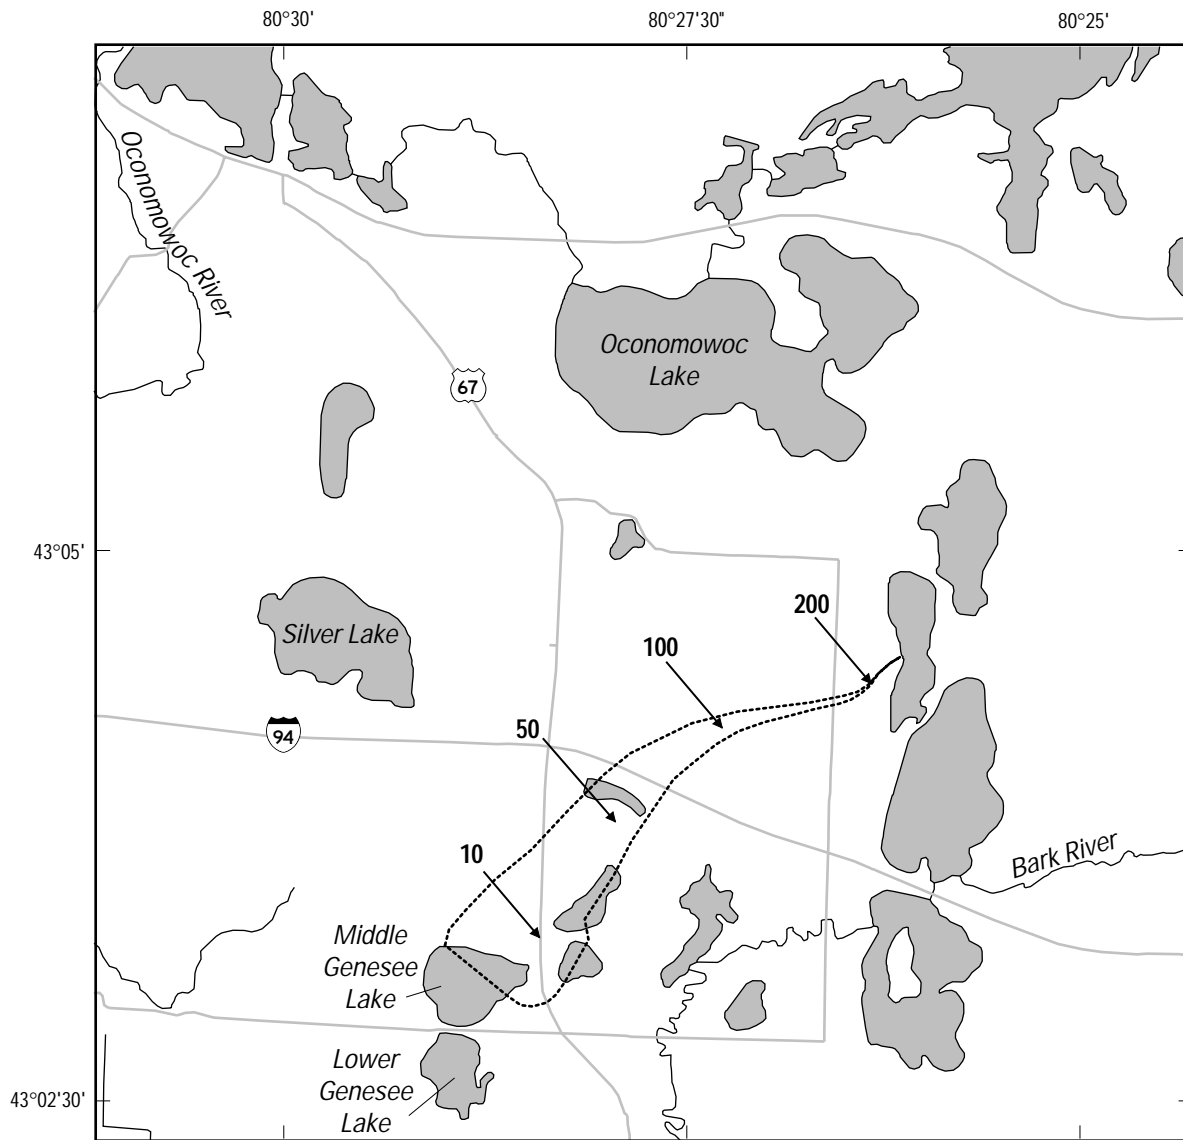 80°30'
80°27'30"
80°25'
Oconomowoc River
Oconomowoc
Lake
67
43°05'
200
Silver Lake
100
50
94
10
Bark River
Middle
Genesee
Lake
Lower
Genesee
Lake
43°02'30"